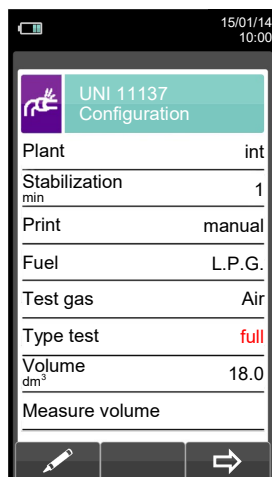 15/01/14
10:00
UNI 11137
Configuration
Plant int
Stabilization
min 1
Print manual
Fuel L.P.G.
Test gas Air
Type test full
Volume
dm³ 18.0
Measure volume